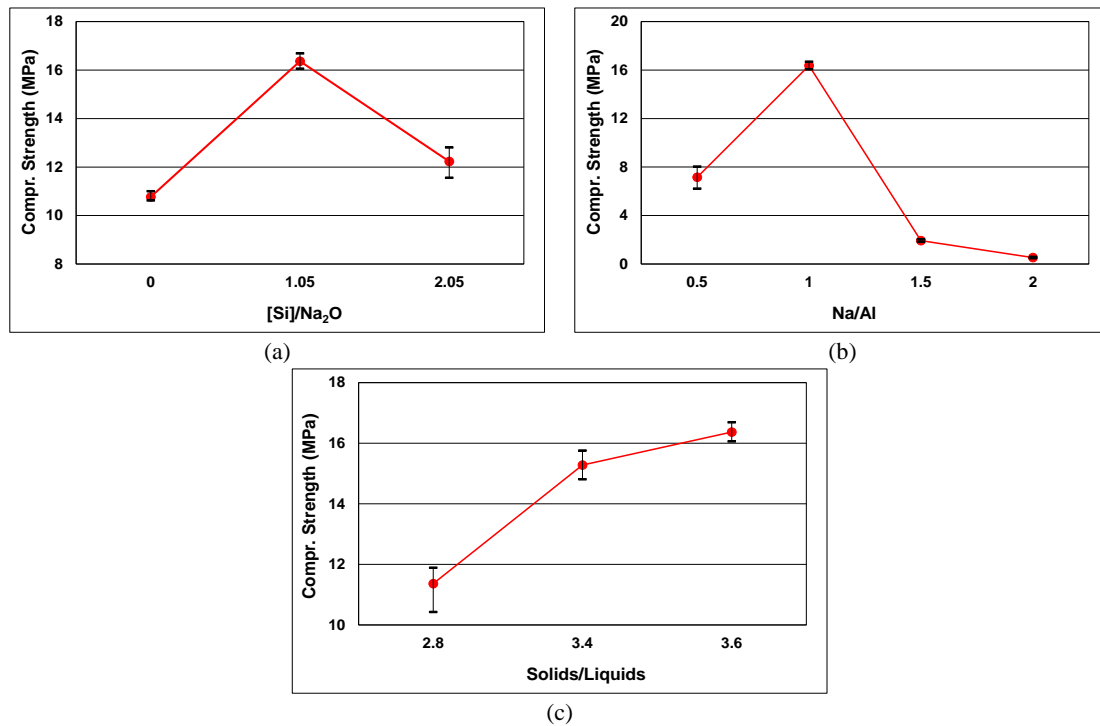 18
16
14
12
10
8
Compr. Strength (MPa)
0 1.05 2.05
[Si]/Na₂O
(a)
20
16
12
8
4
0
Compr. Strength (MPa)
0.5 1 1.5 2
Na/Al
(b)
18
16
14
12
10
Compr. Strength (MPa)
2.8 3.4 3.6
Solids/Liquids
(c)